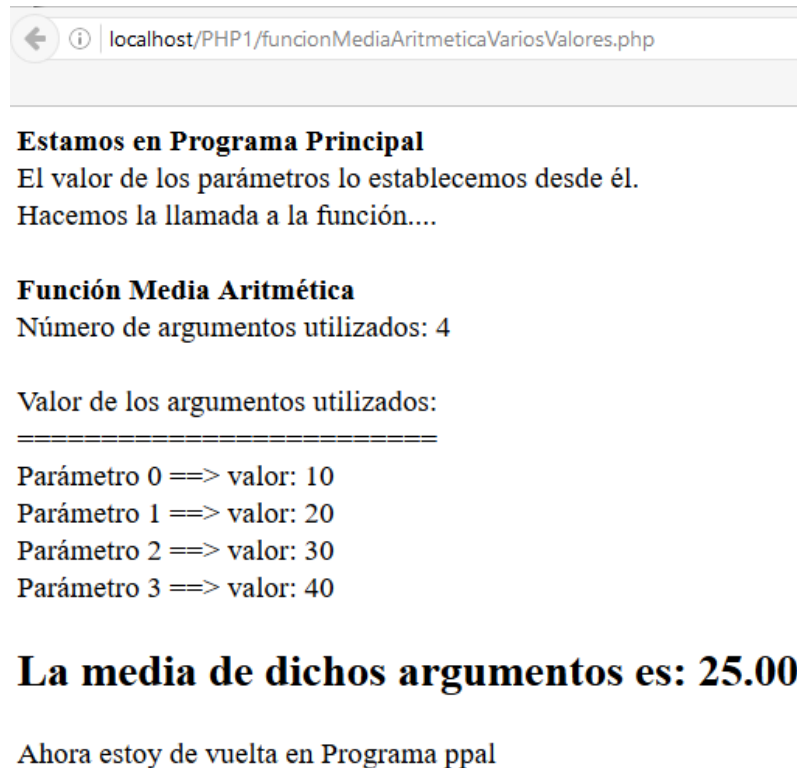 localhost/PHP1/funcionMediaAritmeticaVariosValores.php
Estamos en Programa Principal
El valor de los parámetros lo establecemos desde él.
Hacemos la llamada a la función....
Función Media Aritmética
Número de argumentos utilizados: 4
Valor de los argumentos utilizados:
=========================
Parámetro 0 ==> valor: 10
Parámetro 1 ==> valor: 20
Parámetro 2 ==> valor: 30
Parámetro 3 ==> valor: 40
La media de dichos argumentos es: 25.00
Ahora estoy de vuelta en Programa ppal